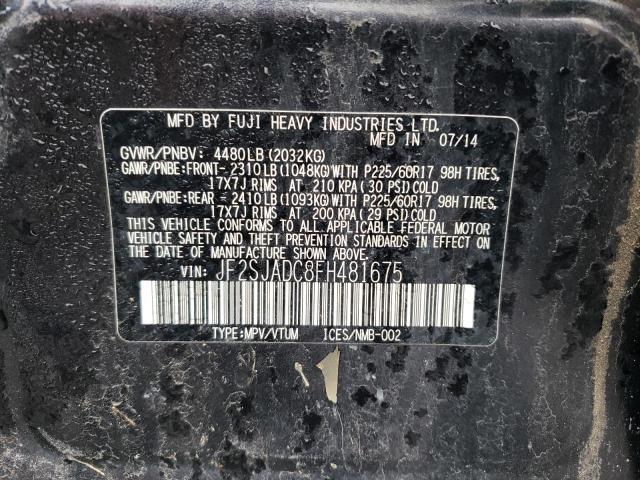 MFD BY FUJI HEAVY INDUSTRIES LTD.
MFD IN 07/14
GVWR/PNBV: 4480LB(2032KG)
GAWR/PNBE:FRONT-2310LB(1048KG)WITH P225/60R17 98H TIRES,
17X7J RIMS AT 210 KPA(30 PSI)COLD
GAWR/PNBE:REAR - 2410LB(1093KG)WITH P225/60R17 98H TIRES,
17X7J RIMS AT 200 KPA(29 PSI)COLD
THIS VEHICLE CONFORMS TO ALL APPLICABLE FEDERAL MOTOR
VEHICLE SAFETY AND THEFT PREVENTION STANDARDS IN EFFECT ON
THE DATE OF MANUFACTURE SHOWN ABOVE.
VIN: JF2SJADC8FH481675
TYPE:MPV/VTUM ICES/NMB-002
1